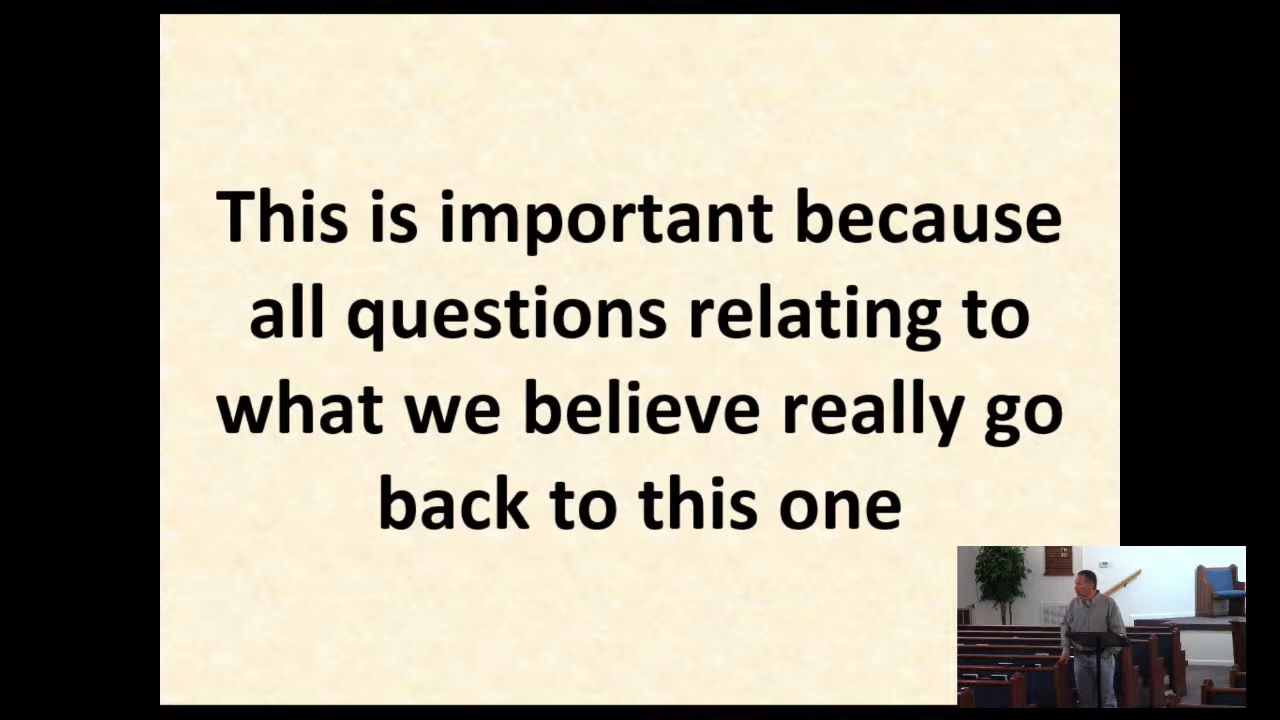 This is important because
all questions relating to
what we believe really go
back to this one